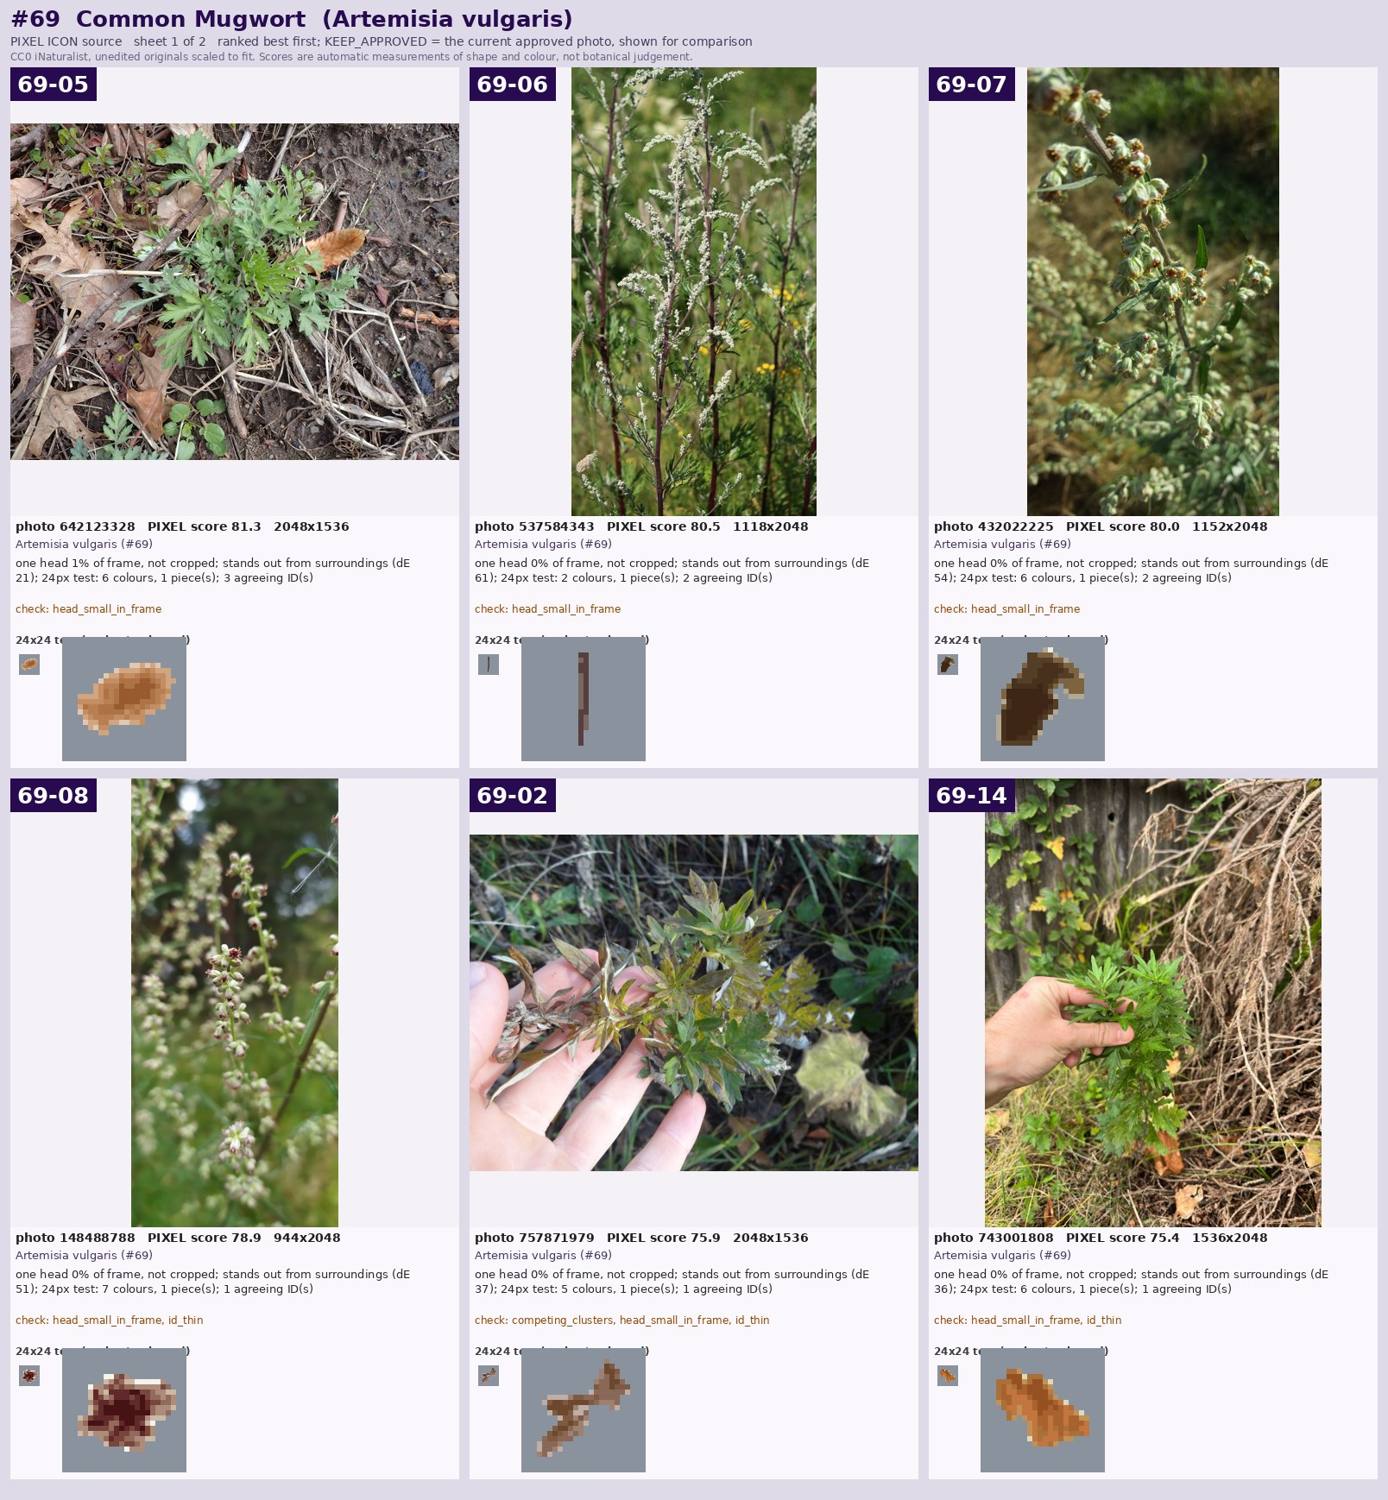 #69 Common Mugwort (Artemisia vulgaris)
PIXEL ICON source sheet 1 of 2 ranked best first; KEEP_APPROVED = the current approved photo, shown for comparison
CC0 iNaturalist, unedited originals scaled to fit. Scores are automatic measurements of shape and colour, not botanical judgement.
69-05
photo 642123328 PIXEL score 81.3 2048x1536
Artemisia vulgaris (#69)
one head 1% of frame, not cropped; stands out from surroundings (dE
21); 24px test: 6 colours, 1 piece(s); 3 agreeing ID(s)
check: head_small_in_frame
24x24
69-06
photo 537584343 PIXEL score 80.5 1118x2048
Artemisia vulgaris (#69)
one head 0% of frame, not cropped; stands out from surroundings (dE
61); 24px test: 2 colours, 1 piece(s); 2 agreeing ID(s)
check: head_small_in_frame
24x24
69-07
photo 432022225 PIXEL score 80.0 1152x2048
Artemisia vulgaris (#69)
one head 0% of frame, not cropped; stands out from surroundings (dE
54); 24px test: 6 colours, 1 piece(s); 2 agreeing ID(s)
check: head_small_in_frame
24x24
69-08
photo 148488788 PIXEL score 78.9 944x2048
Artemisia vulgaris (#69)
one head 0% of frame, not cropped; stands out from surroundings (dE
51); 24px test: 7 colours, 1 piece(s); 1 agreeing ID(s)
check: head_small_in_frame, id_thin
24x24
69-02
photo 757871979 PIXEL score 75.9 2048x1536
Artemisia vulgaris (#69)
one head 0% of frame, not cropped; stands out from surroundings (dE
37); 24px test: 5 colours, 1 piece(s); 1 agreeing ID(s)
check: competing_clusters, head_small_in_frame, id_thin
24x24
69-14
photo 743001808 PIXEL score 75.4 1536x2048
Artemisia vulgaris (#69)
one head 0% of frame, not cropped; stands out from surroundings (dE
36); 24px test: 6 colours, 1 piece(s); 1 agreeing ID(s)
check: head_small_in_frame, id_thin
24x24